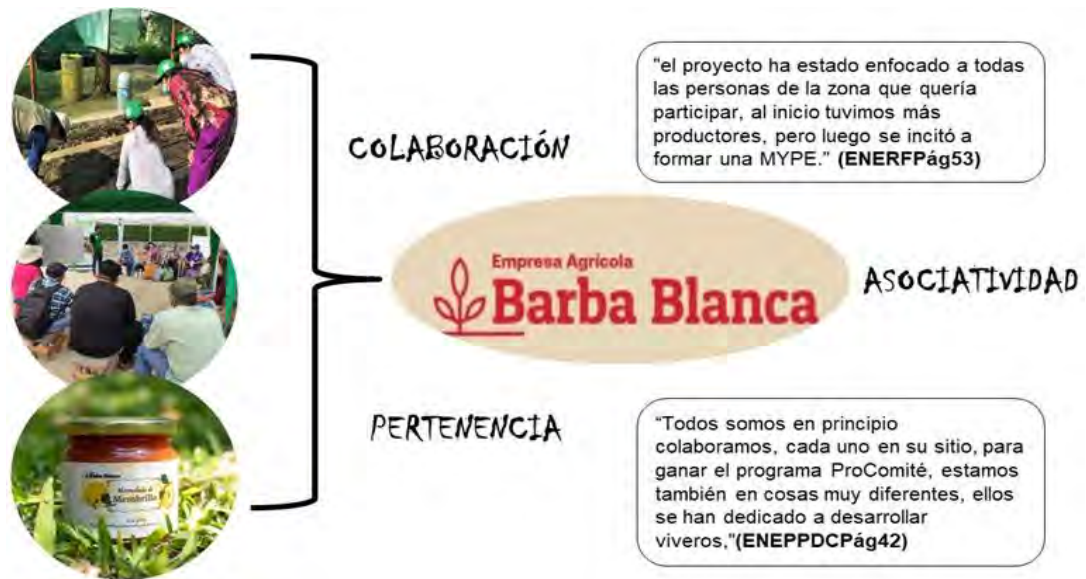 COLABORACIÓN
"el proyecto ha estado enfocado a todas
las personas de la zona que quería
participar, al inicio tuvimos más
productores, pero luego se incitó a
formar una MYPE." (ENERFPág53)
Empresa Agrícola
Barba Blanca
ASOCIATIVIDAD
PERTENENCIA
"Todos somos en principio
colaboramos, cada uno en su sitio, para
ganar el programa ProComité, estamos
también en cosas muy diferentes, ellos
se han dedicado a desarrollar
viveros,"(ENEPPDCPág42)
Mermelada de
Membrillo